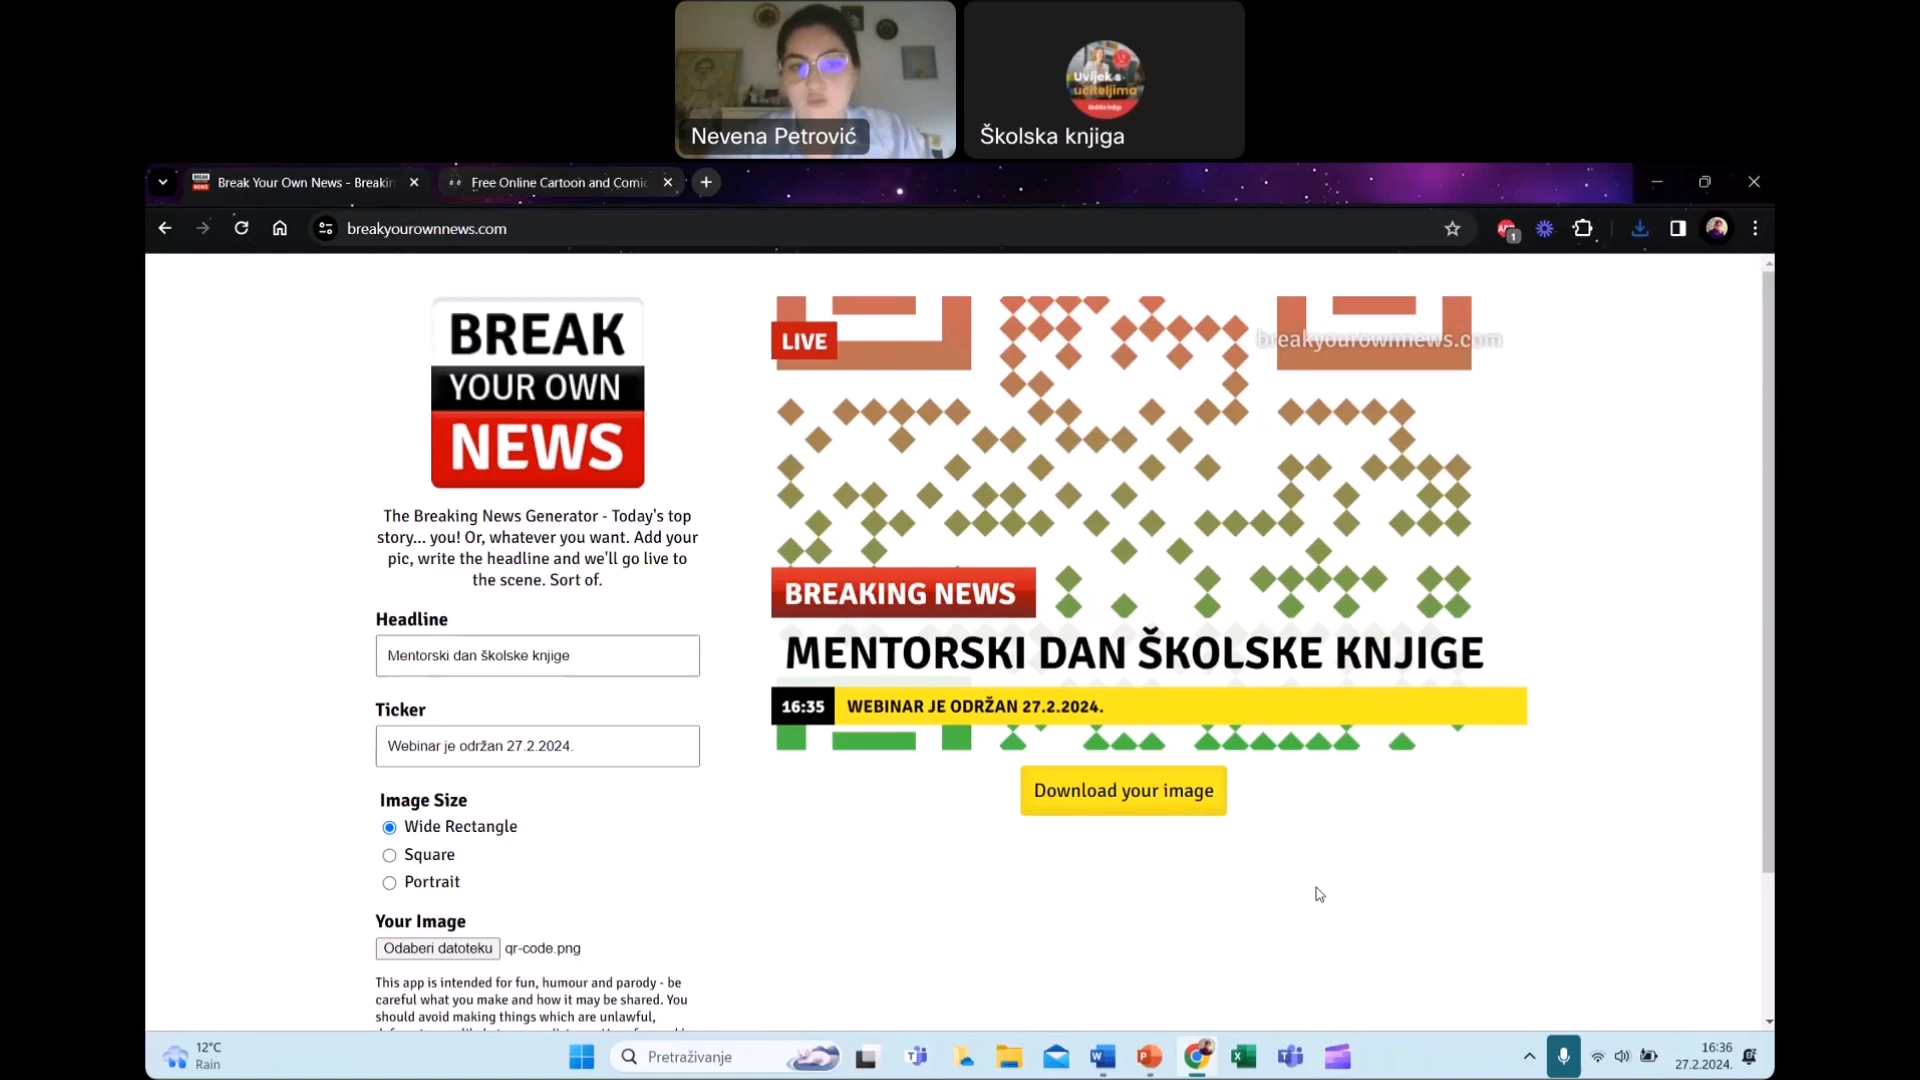 Nevena Petrović
Uvijek s
učiteljima
Školska knjiga
Školska knjiga
Break Your Own News - Breakin
Free Online Cartoon and Comic
breakyourownnews.com
1
BREAK
YOUR OWN
NEWS
The Breaking News Generator - Today's top
story... you! Or, whatever you want. Add your
pic, write the headline and we'll go live to
the scene. Sort of.
Headline
Mentorski dan školske knjige
Ticker
Webinar je održan 27.2.2024.
Image Size
Wide Rectangle
Square
Portrait
Your Image
Odaberi datoteku qr-code.png
This app is intended for fun, humour and parody - be
careful what you make and how it may be shared. You
should avoid making things which are unlawful,
LIVE
breakyourownnews.com
BREAKING NEWS
MENTORSKI DAN ŠKOLSKE KNJIGE
16:35 WEBINAR JE ODRŽAN 27.2.2024.
Download your image
12°C
Rain
Pretraživanje
16:36
27.2.2024.